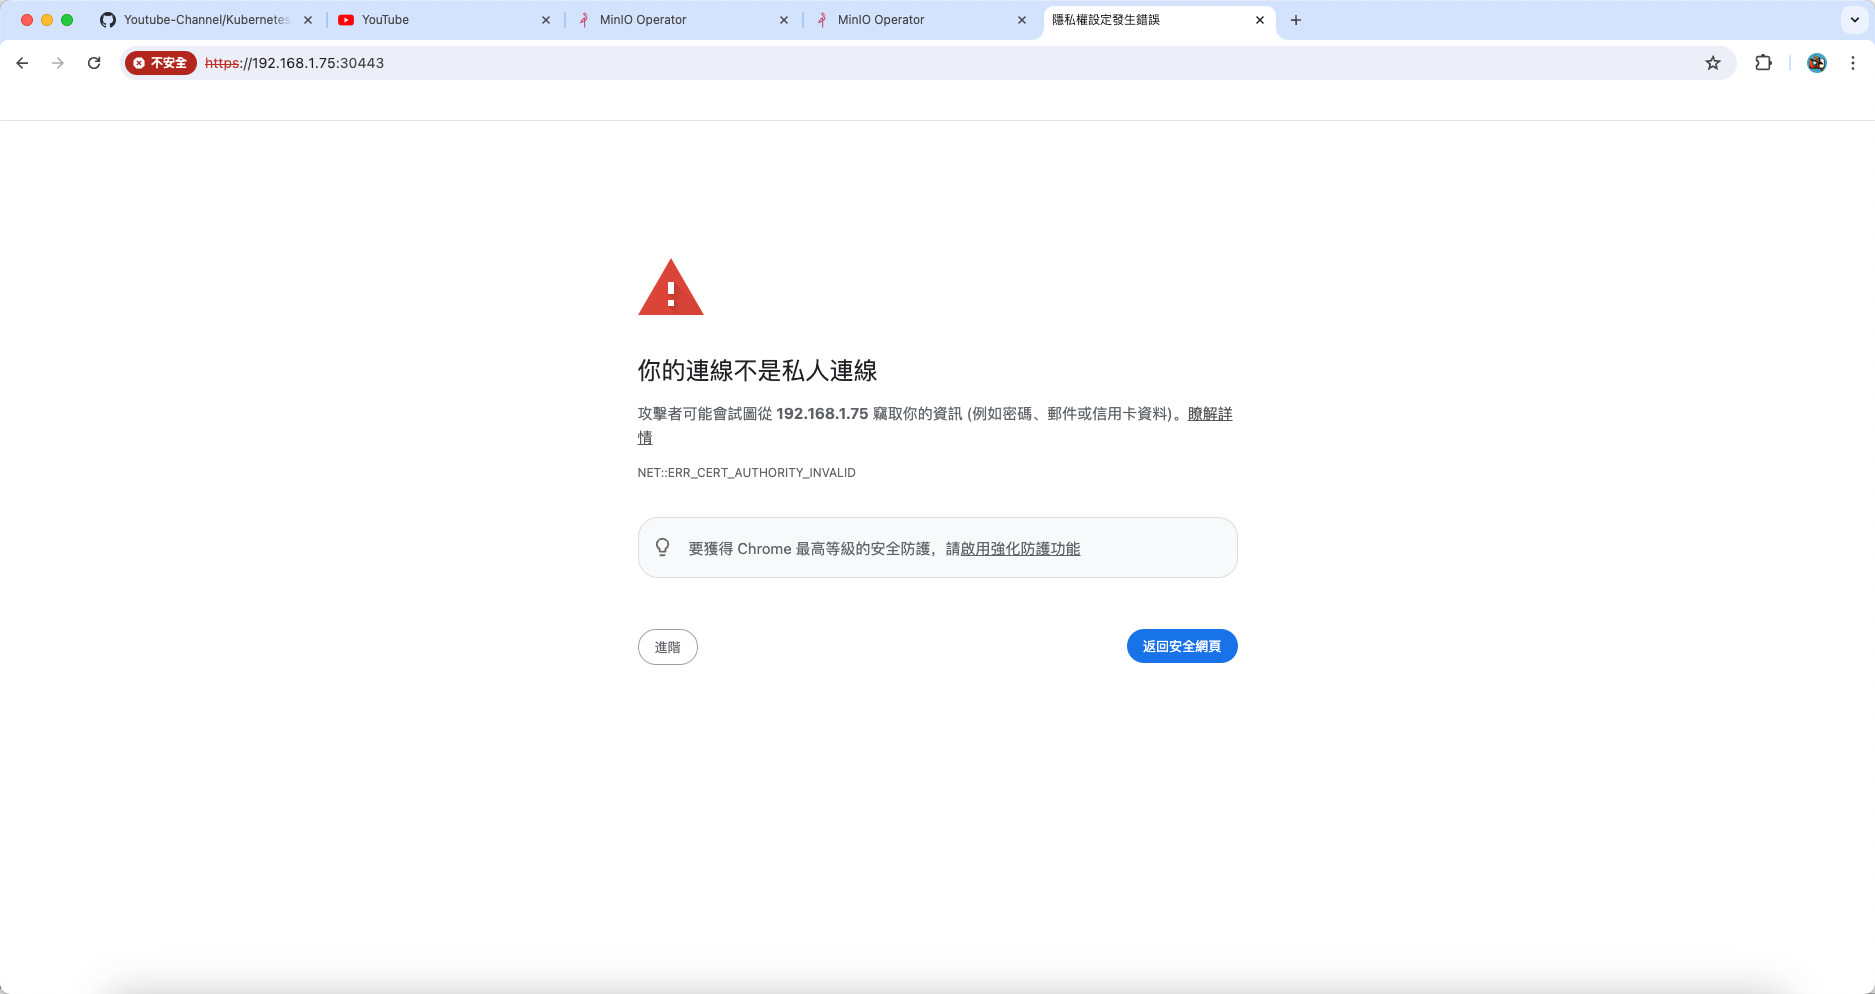 Youtube-Channel/Kubernetes
YouTube
MinIO Operator
MinIO Operator
隱私權設定發生錯誤
不安全
https://192.168.1.75:30443
你的連線不是私人連線
攻擊者可能會試圖從 192.168.1.75 竊取你的資訊 (例如密碼、郵件或信用卡資料)。瞭解詳
情
NET::ERR_CERT_AUTHORITY_INVALID
要獲得 Chrome 最高等級的安全防護，請啟用強化防護功能
進階
返回安全網頁